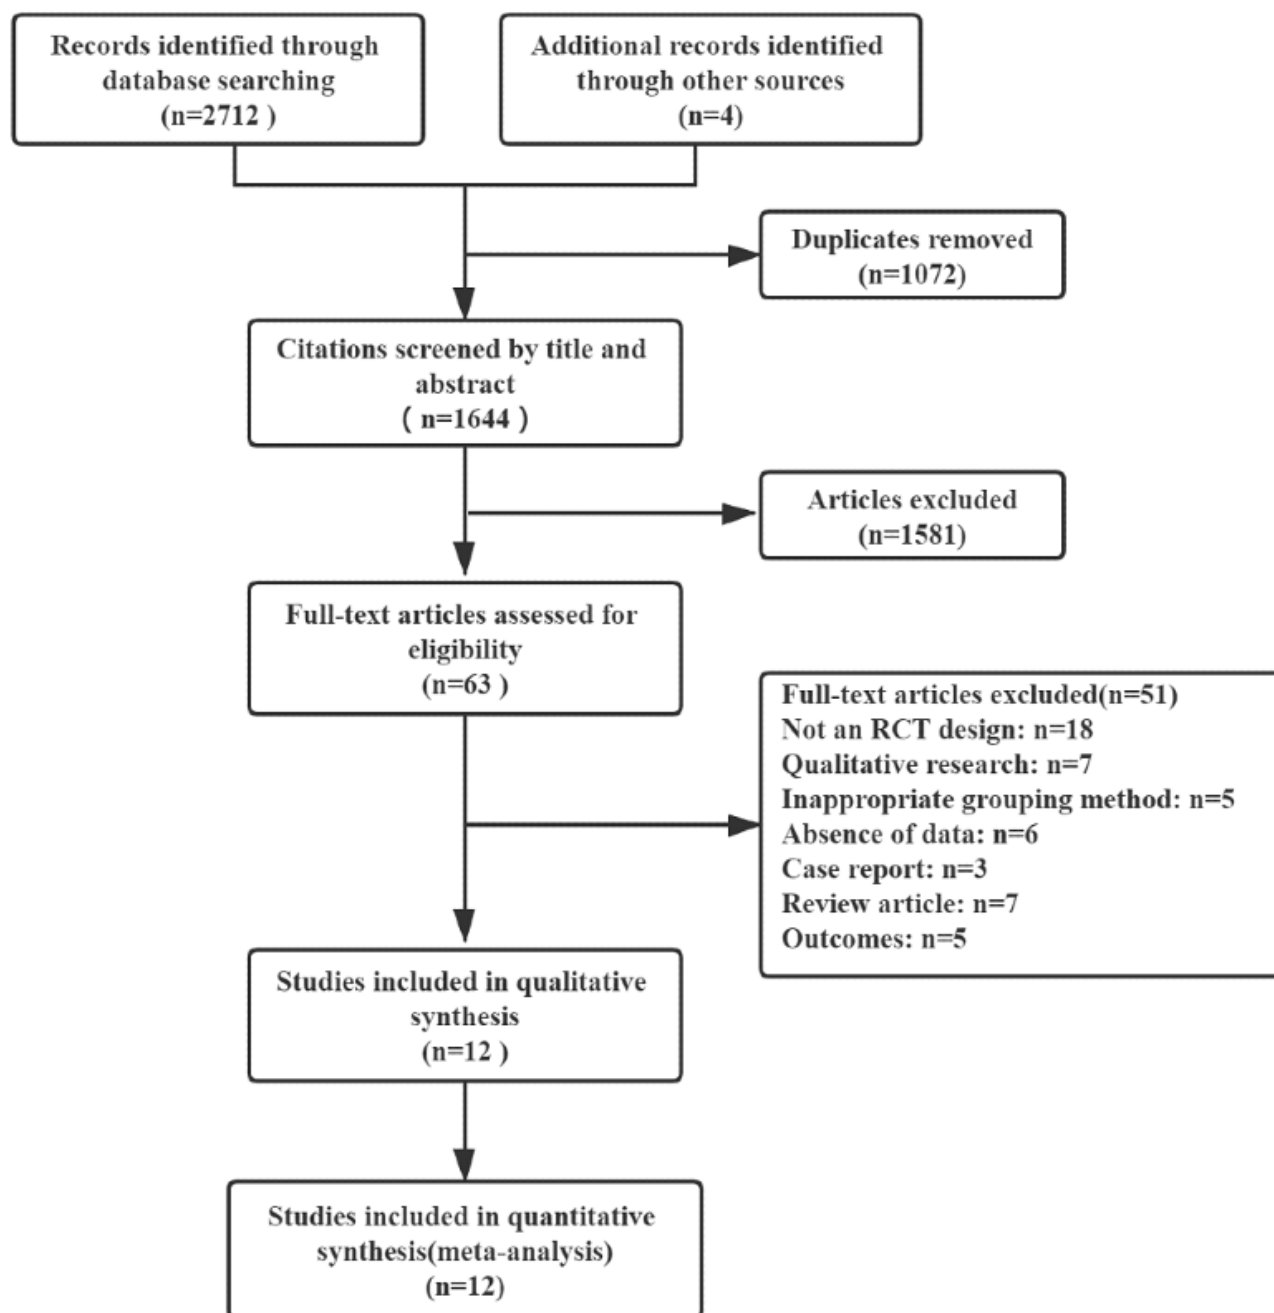 Records identified through
database searching
(n=2712 )
Additional records identified
through other sources
(n=4)
Duplicates removed
(n=1072)
Citations screened by title and
abstract
( n=1644 )
Articles excluded
(n=1581)
Full-text articles assessed for
eligibility
(n=63 )
Full-text articles excluded(n=51)
Not an RCT design: n=18
Qualitative research: n=7
Inappropriate grouping method: n=5
Absence of data: n=6
Case report: n=3
Review article: n=7
Outcomes: n=5
Studies included in qualitative
synthesis
(n=12 )
Studies included in quantitative
synthesis(meta-analysis)
(n=12)